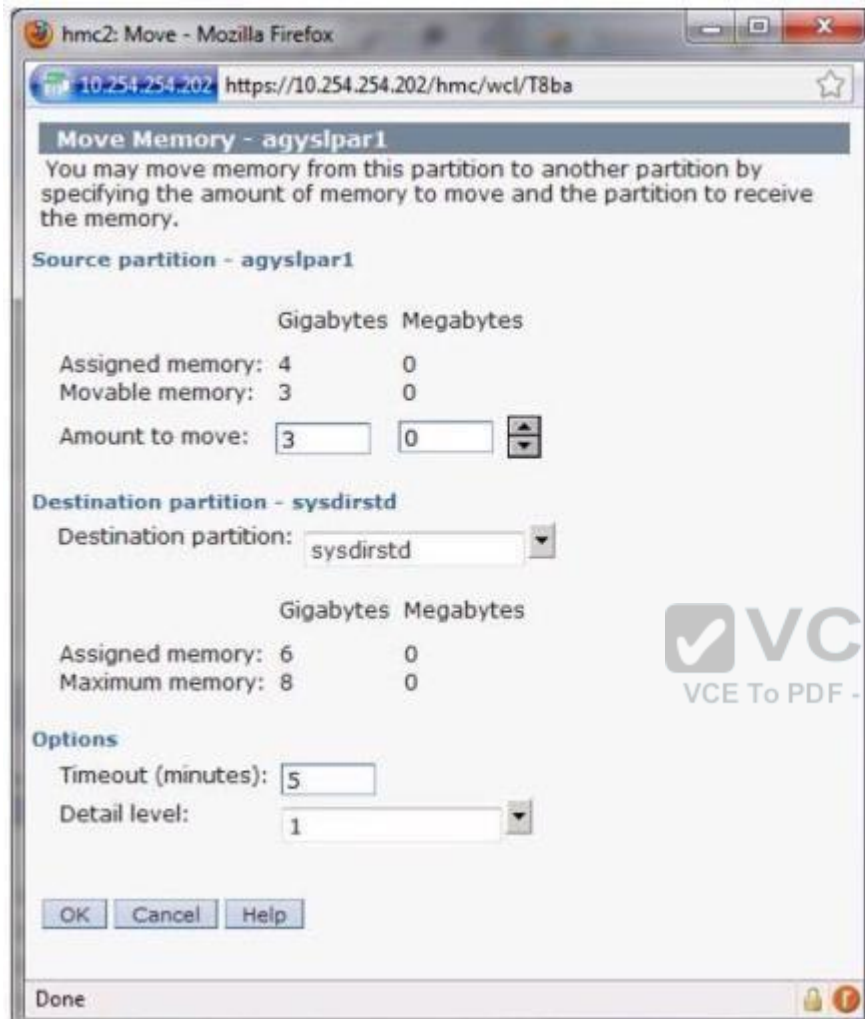 hmc2: Move - Mozilla Firefox
10.254.254.202 https://10.254.254.202/hmc/wcl/T8ba
Move Memory - agyslpar1
You may move memory from this partition to another partition by
specifying the amount of memory to move and the partition to receive
the memory.
Source partition - agyslpar1
Gigabytes Megabytes
Assigned memory: 4 0
Movable memory: 3 0
Amount to move: 3 0
Destination partition - sysdirstd
Destination partition: sysdirstd
Gigabytes Megabytes
Assigned memory: 6 0
Maximum memory: 8 0
VC
VCE To PDF -
Options
Timeout (minutes): 5
Detail level: 1
OK Cancel Help
Done